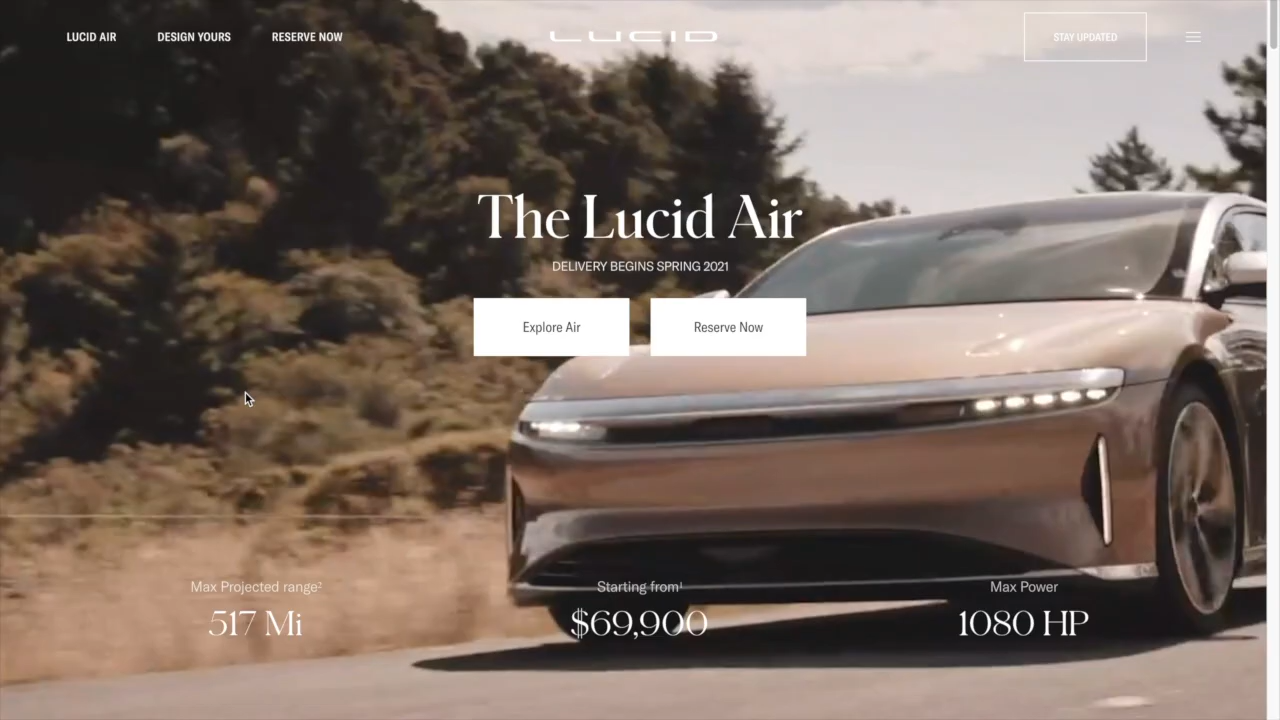 LUCID AIR
DESIGN YOURS
RESERVE NOW
LUCID
STAY UPDATED
The Lucid Air
DELIVERY BEGINS SPRING 2021
Explore Air
Reserve Now
Max Projected range²
517 Mi
Starting from¹
$69,900
Max Power
1080 HP